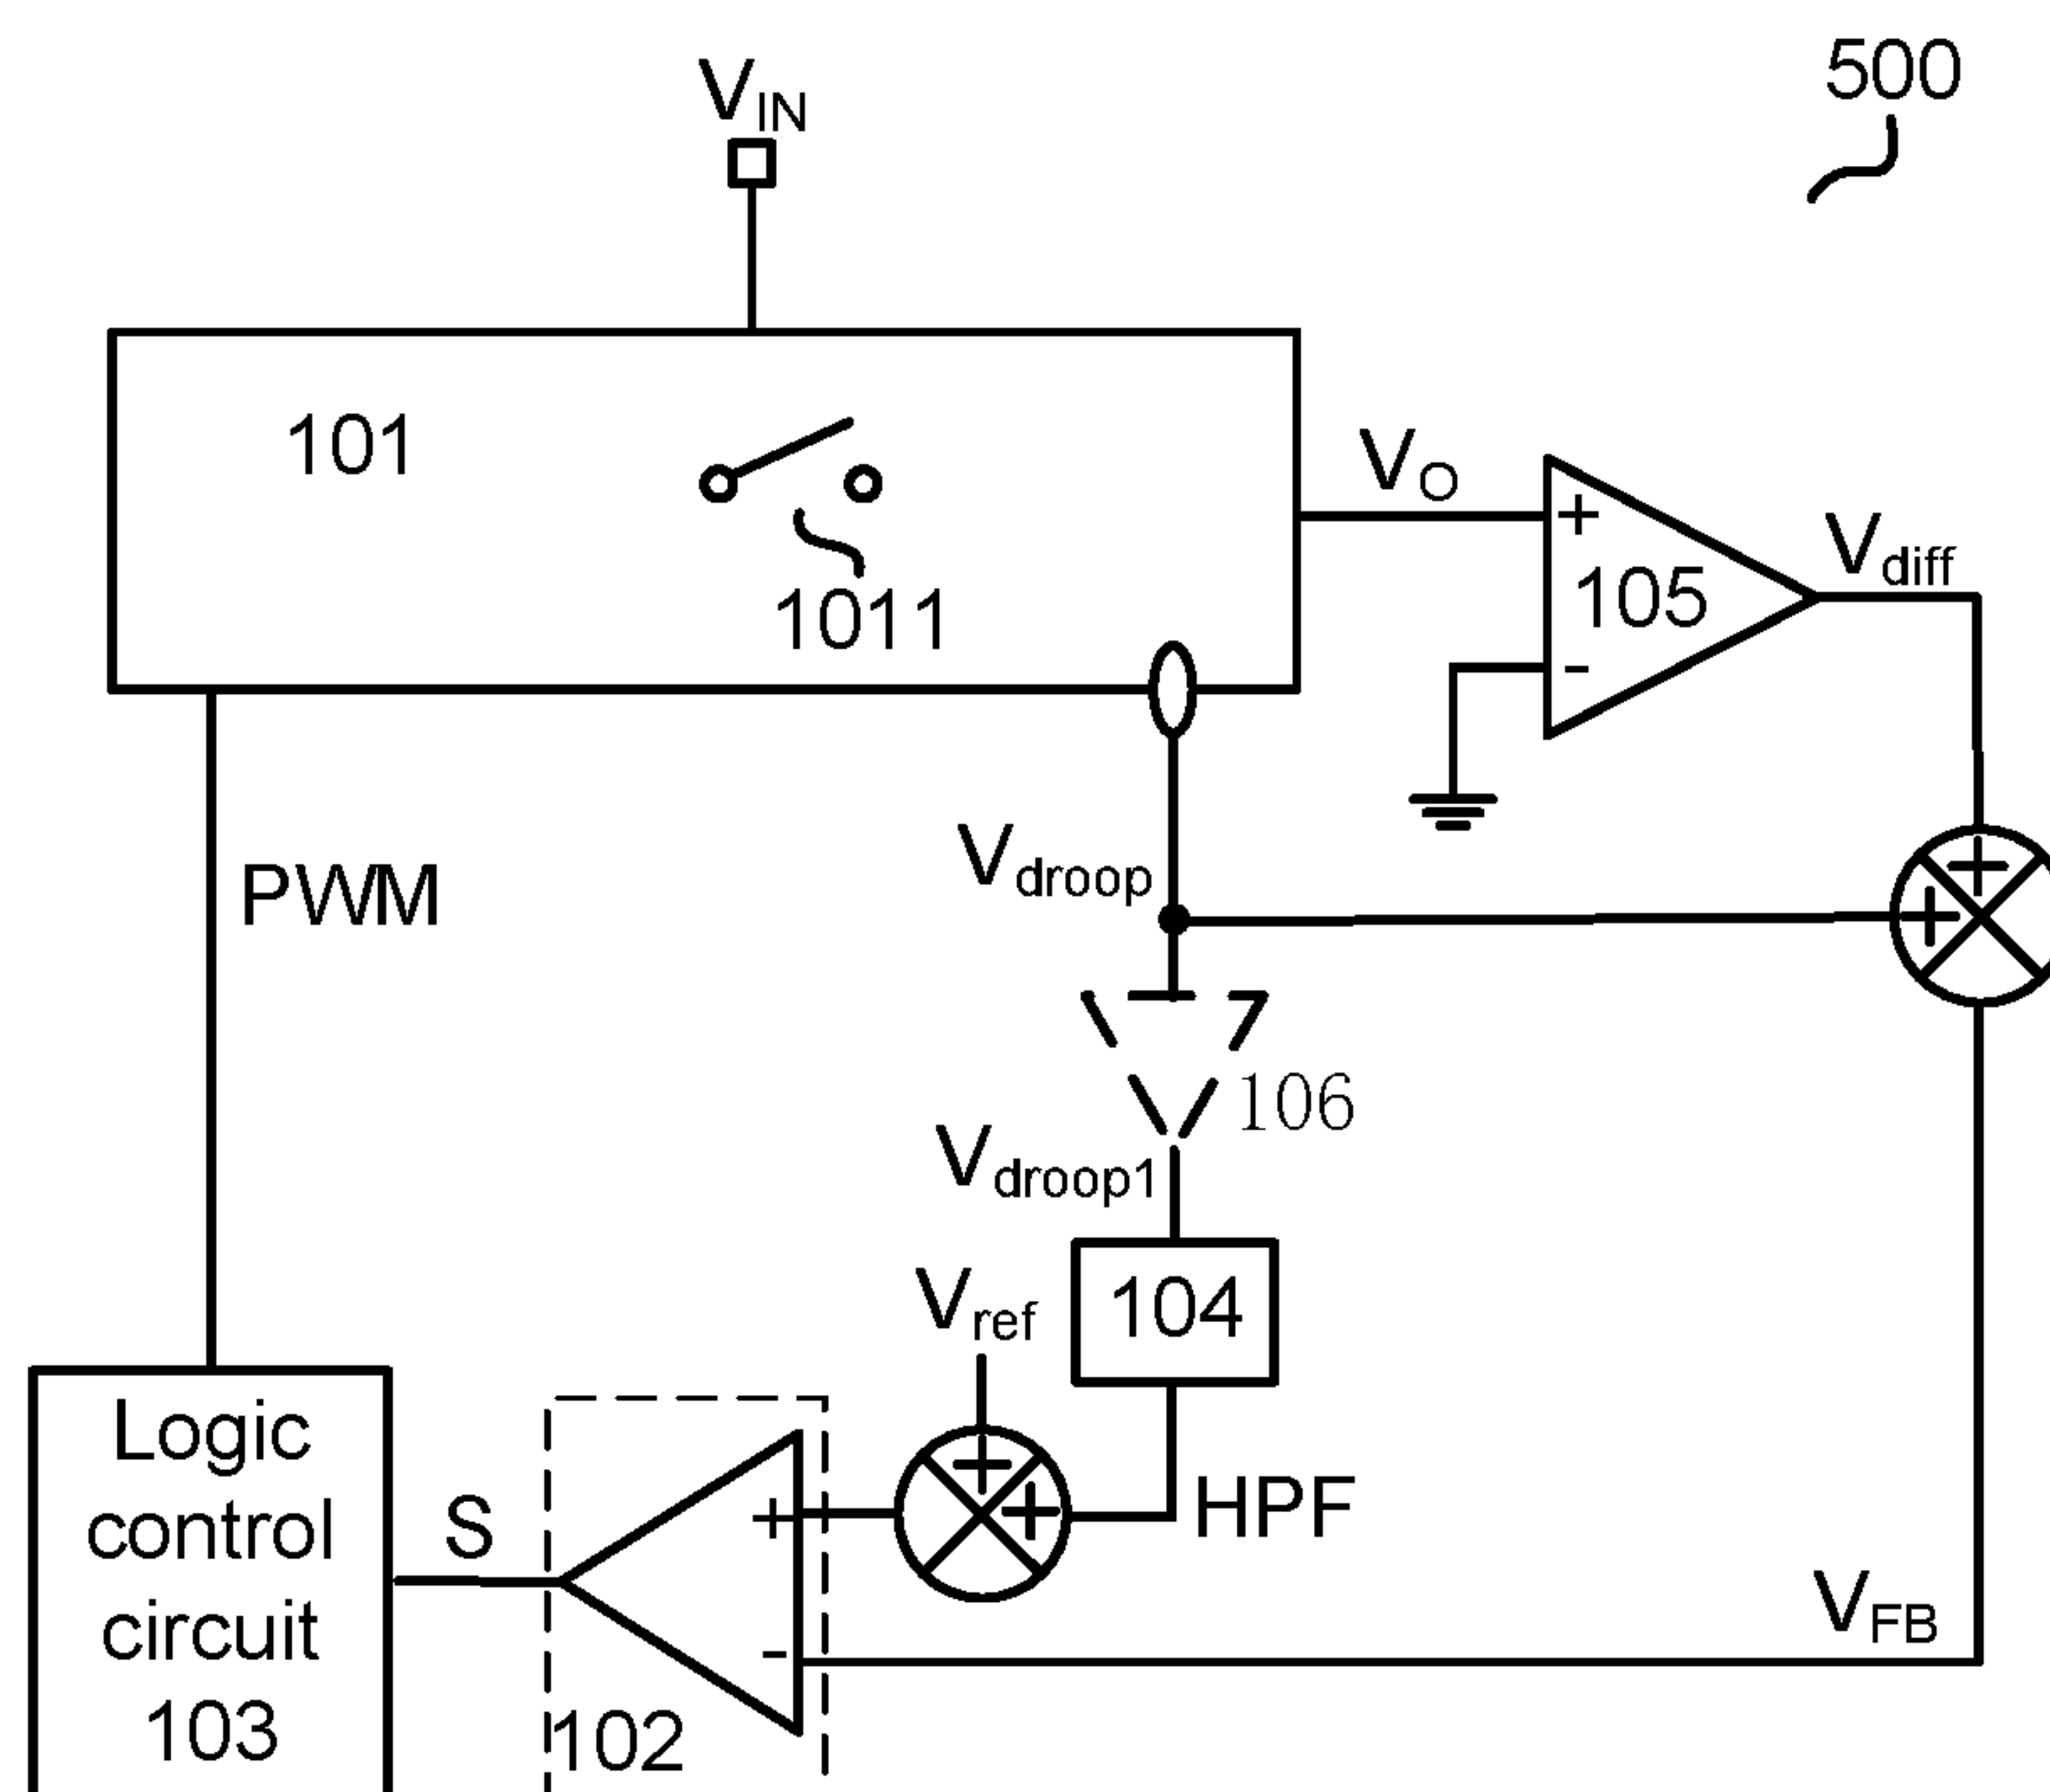 500
VIN
101
VO
Vdiff
+
105
1011
-
Vdroop
PWM
+
+
106
Vdroop1
104
Vref
Logic
control
circuit
103
S
+
+
+
HPF
-
VFB
102